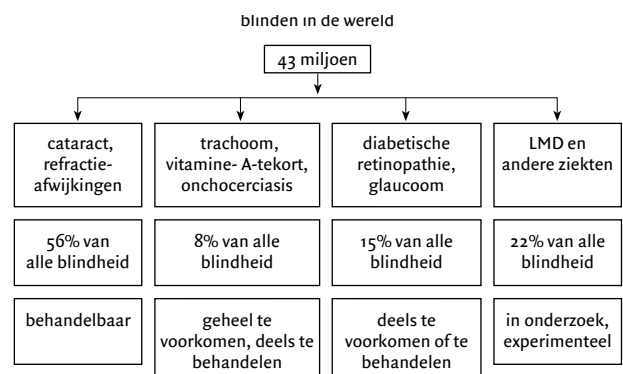 blinden in de wereld
43 miljoen
cataract,
refractie-
afwijkingen
trachoom,
vitamine- A-tekort,
onchocerciasis
diabetische
retinopathie,
glaucoom
LMD en
andere ziekten
56% van
alle blindheid
8% van alle
blindheid
15% van alle
blindheid
22% van alle
blindheid
behandelbaar
geheel te
voorkomen, deels te
behandelen
deels te
voorkomen of te
behandelen
in onderzoek,
experimenteel